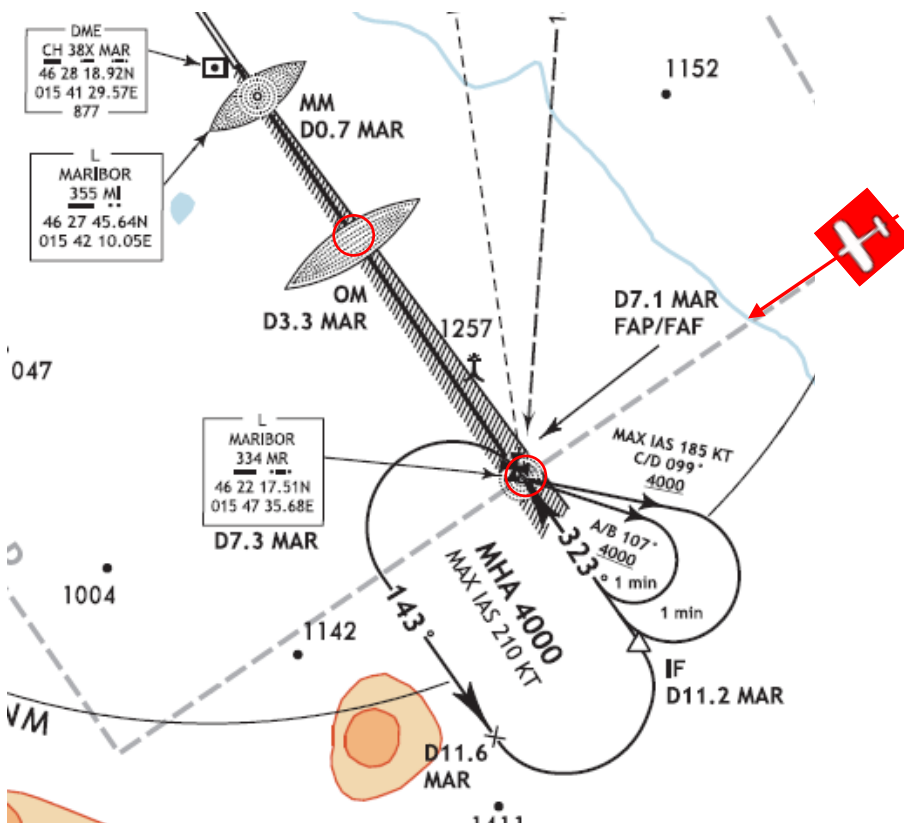 DME
CH 38X MAR
46 28 18.92N
015 41 29.57E
877
1152
MM
D0.7 MAR
L
MARIBOR
355 MI
46 27 45.64N
015 42 10.05E
OM
D3.3 MAR
D7.1 MAR
FAP/FAF
1257
047
L
MARIBOR
334 MR
46 22 17.51N
015 47 35.68E
D7.3 MAR
MAX IAS 185 KT
C/D 099°
4000
A/B 107°
4000
1 min
1 min
323°
MHA 4000
MAX IAS 210 KT
143°
1004
1142
IF
D11.2 MAR
NM
D11.6
MAR
1411